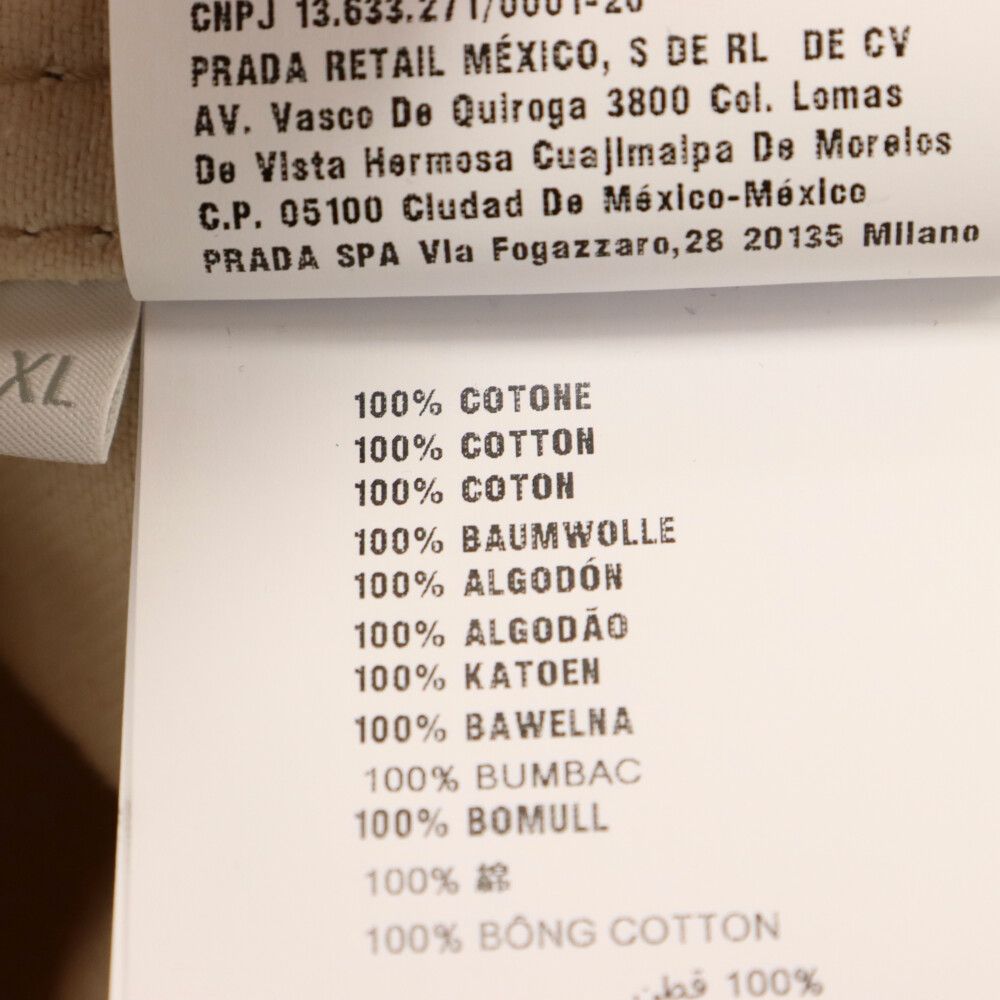 CNPJ 13.633.271/0001-20
PRADA RETAIL MÉXICO, S DE RL DE CV
AV. Vasco De Quiroga 3800 Col. Lomas
De Vista Hermosa Cuajimalpa De Morelos
C.P. 05100 Ciudad De México-México
PRADA SPA Via Fogazzaro,28 20135 Milano
XL
100% COTONE
100% COTTON
100% COTON
100% BAUMWOLLE
100% ALGODÓN
100% ALGODÃO
100% KATOEN
100% BAWELNA
100% BUMBAC
100% BOMULL
100% 綿
100% BÔNG COTTON
100% قطن